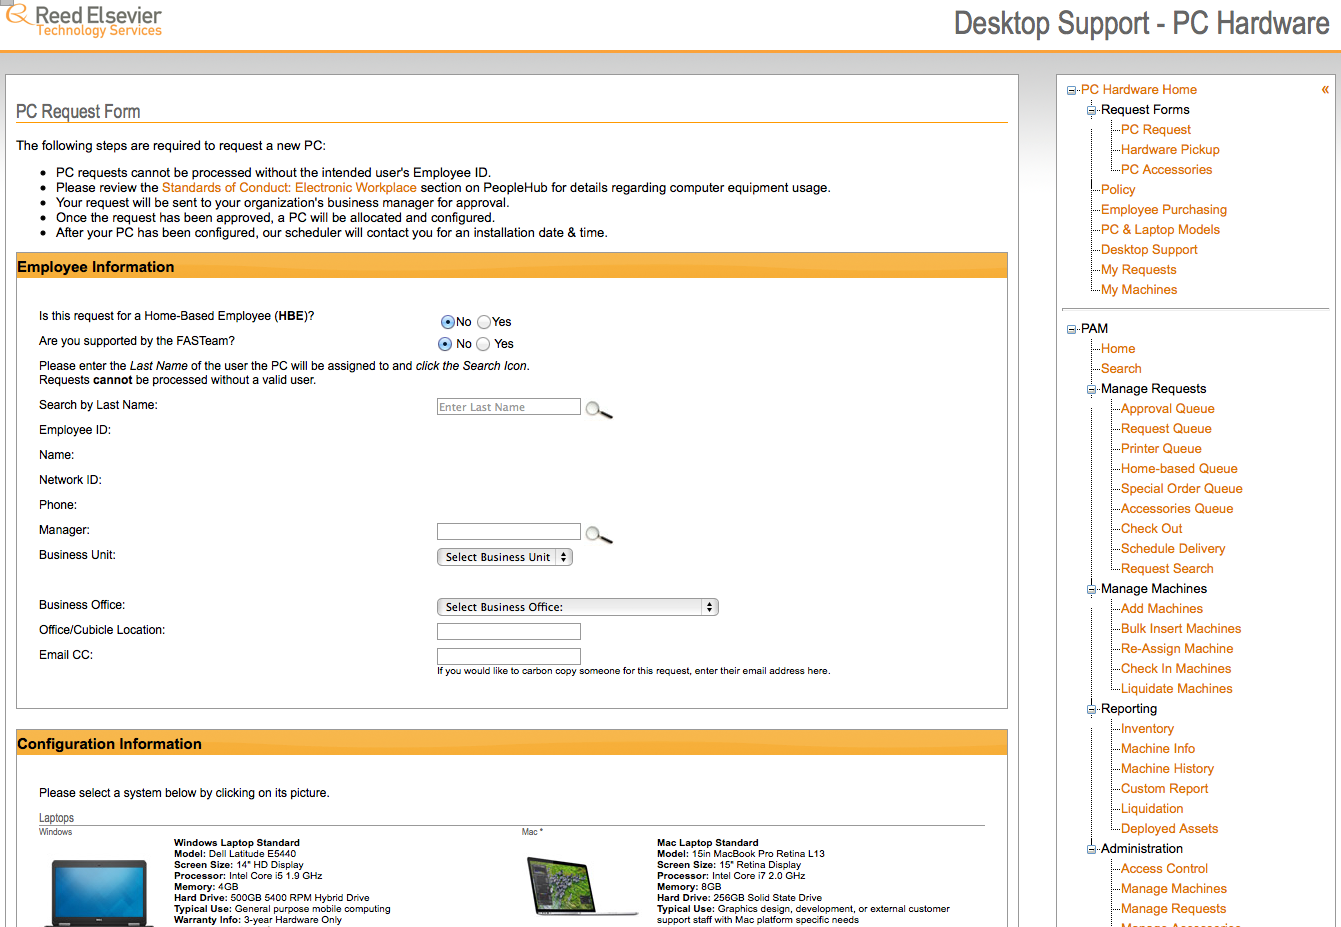 Reed Elsevier
Technology Services
Desktop Support - PC Hardware
PC Request Form
The following steps are required to request a new PC:
PC requests cannot be processed without the intended user's Employee ID.
Please review the Standards of Conduct: Electronic Workplace section on PeopleHub for details regarding computer equipment usage.
Your request will be sent to your organization's business manager for approval.
Once the request has been approved, a PC will be allocated and configured.
After your PC has been configured, our scheduler will contact you for an installation date & time.
Employee Information
Is this request for a Home-Based Employee (HBE)?
No Yes
Are you supported by the FASTeam?
No Yes
Please enter the Last Name of the user the PC will be assigned to and click the Search Icon.
Requests cannot be processed without a valid user.
Search by Last Name:
Enter Last Name
Employee ID:
Name:
Network ID:
Phone:
Manager:
Business Unit:
Select Business Unit
Business Office:
Select Business Office:
Office/Cubicle Location:
Email CC:
If you would like to carbon copy someone for this request, enter their email address here.
Configuration Information
Please select a system below by clicking on its picture.
Laptops
Windows
Windows Laptop Standard
Model: Dell Latitude E5440
Screen Size: 14" HD Display
Processor: Intel Core i5 1.9 GHz
Memory: 4GB
Hard Drive: 500GB 5400 RPM Hybrid Drive
Typical Use: General purpose mobile computing
Warranty Info: 3-year Hardware Only
Mac *
Mac Laptop Standard
Model: 15in MacBook Pro Retina L13
Screen Size: 15" Retina Display
Processor: Intel Core i7 2.0 GHz
Memory: 8GB
Hard Drive: 256GB Solid State Drive
Typical Use: Graphics design, development, or external customer
support staff with Mac platform specific needs
PC Hardware Home
«
Request Forms
PC Request
Hardware Pickup
PC Accessories
Policy
Employee Purchasing
PC & Laptop Models
Desktop Support
My Requests
My Machines
PAM
Home
Search
Manage Requests
Approval Queue
Request Queue
Printer Queue
Home-based Queue
Special Order Queue
Accessories Queue
Check Out
Schedule Delivery
Request Search
Manage Machines
Add Machines
Bulk Insert Machines
Re-Assign Machine
Check In Machines
Liquidate Machines
Reporting
Inventory
Machine Info
Machine History
Custom Report
Liquidation
Deployed Assets
Administration
Access Control
Manage Machines
Manage Requests
Manage Accessories